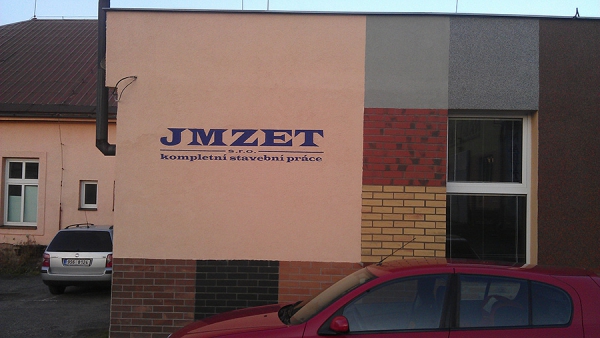 JMZET
s.r.o.
kompletní stavební práce